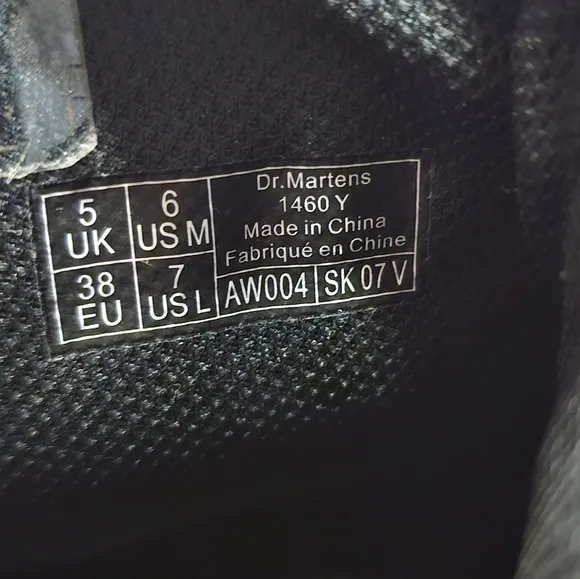 5 UK
6 US M
38 EU
7 US L
Dr.Martens
1460 Y
Made in China
Fabriqué en Chine
AW004 SK 07 V